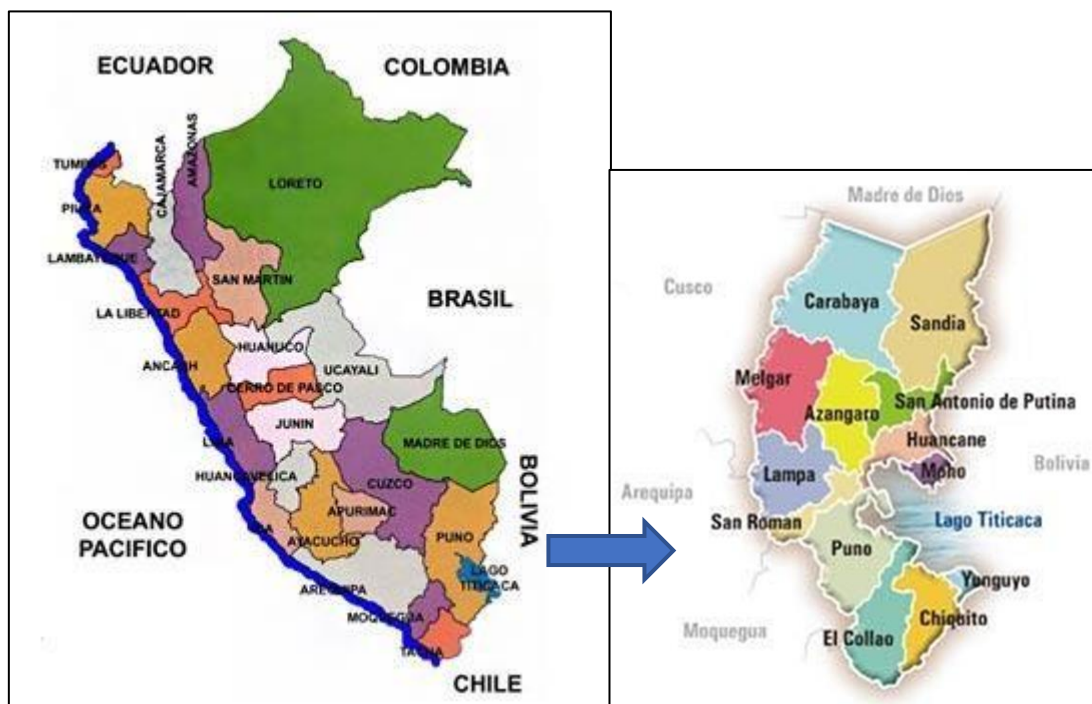 ECUADOR
COLOMBIA
TUMBES
CAJAMARCA
AMAZONAS
LORETO
PIURA
LAMBAYEQUE
SAN MARTIN
BRASIL
LA LIBERTAD
HUANUCO
ANCASH
UCAYALI
CERRO DE PASCO
JUNIN
LIMA
MADRE DE DIOS
HUANCAVELICA
CUZCO
BOLIVIA
APURIMAC
OCEANO
PACIFICO
ICA
AYACUCHO
PUNO
LAGO
TITICACA
AREQUIPA
MOQUEGUA
TACNA
CHILE
Madre de Dios
Cusco
Carabaya
Sandia
Melgar
San Antonio de Putina
Azangaro
Huancane
Moho
Bolivia
Lampa
Arequipa
San Roman
Lago Titicaca
Puno
Yunguyo
Chiquito
El Collao
Moquegua